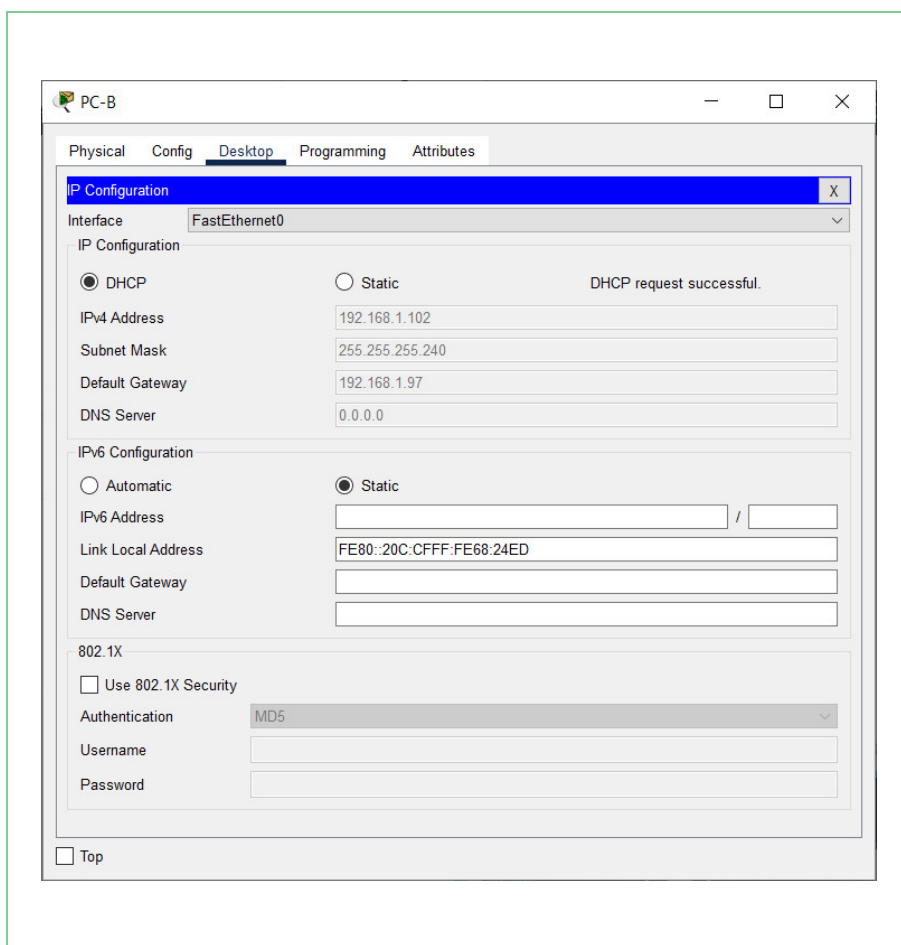 PC-B
Physical Config Desktop Programming Attributes
IP Configuration X
Interface FastEthernet0
IP Configuration
DHCP Static DHCP request successful.
IPv4 Address 192.168.1.102
Subnet Mask 255.255.255.240
Default Gateway 192.168.1.97
DNS Server 0.0.0.0
IPv6 Configuration
Automatic Static
IPv6 Address /
Link Local Address FE80::20C:CFFF:FE68:24ED
Default Gateway
DNS Server
802.1X
Use 802.1X Security
Authentication MD5
Username
Password
Top